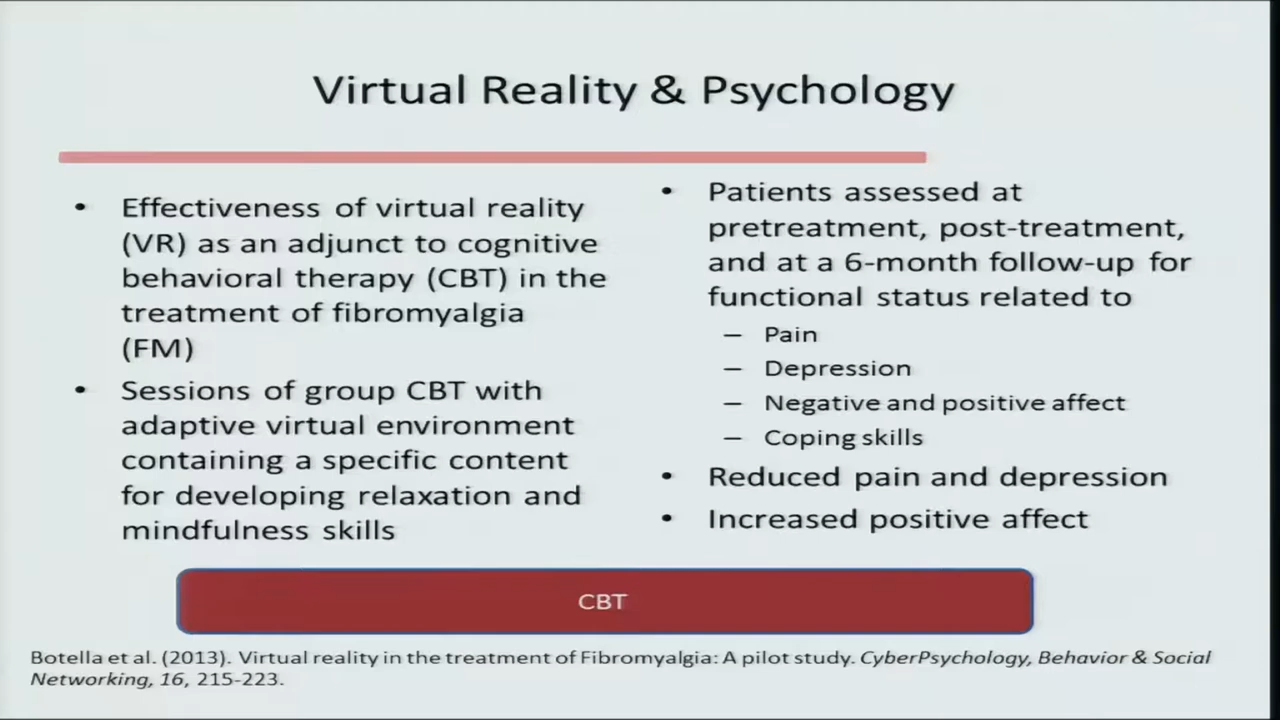 Virtual Reality & Psychology
• Effectiveness of virtual reality
(VR) as an adjunct to cognitive
behavioral therapy (CBT) in the
treatment of fibromyalgia
(FM)
• Sessions of group CBT with
adaptive virtual environment
containing a specific content
for developing relaxation and
mindfulness skills
• Patients assessed at
pretreatment, post-treatment,
and at a 6-month follow-up for
functional status related to
– Pain
– Depression
– Negative and positive affect
– Coping skills
• Reduced pain and depression
• Increased positive affect
CBT
Botella et al. (2013). Virtual reality in the treatment of Fibromyalgia: A pilot study. CyberPsychology, Behavior & Social
Networking, 16, 215-223.